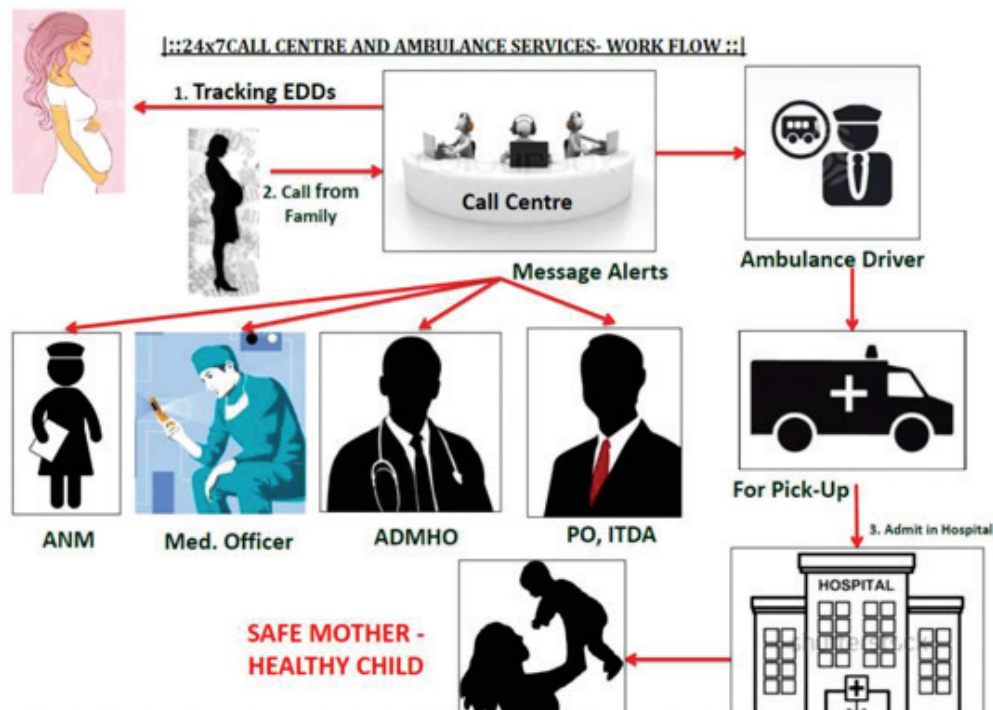 |::24x7CALL CENTRE AND AMBULANCE SERVICES- WORK FLOW ::|
1. Tracking EDDs
2. Call from
Family
Call Centre
Message Alerts
Ambulance Driver
ANM
Med. Officer
ADMHO
PO, ITDA
For Pick-Up
3. Admit in Hospital
HOSPITAL
SAFE MOTHER -
HEALTHY CHILD